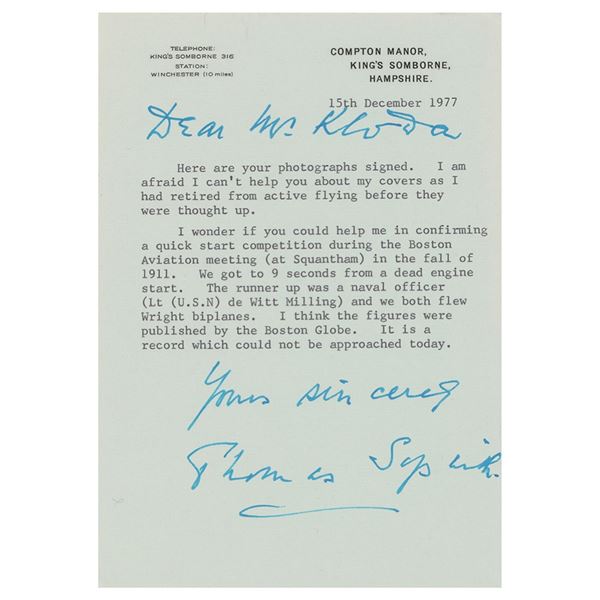 TELEPHONE:
KING'S SOMBORNE 316
STATION:
WINCHESTER (10 miles)
COMPTON MANOR,
KING'S SOMBORNE,
HAMPSHIRE.
15th December 1977
Dear Mr Kloda
Here are your photographs signed. I am
afraid I can't help you about my covers as I
had retired from active flying before they
were thought up.
I wonder if you could help me in confirming
a quick start competition during the Boston
Aviation meeting (at Squantham) in the fall of
1911. We got to 9 seconds from a dead engine
start. The runner up was a naval officer
(Lt (U.S.N) de Witt Milling) and we both flew
Wright biplanes. I think the figures were
published by the Boston Globe. It is a
record which could not be approached today.
Yours sincerely
Thomas Sopwith.